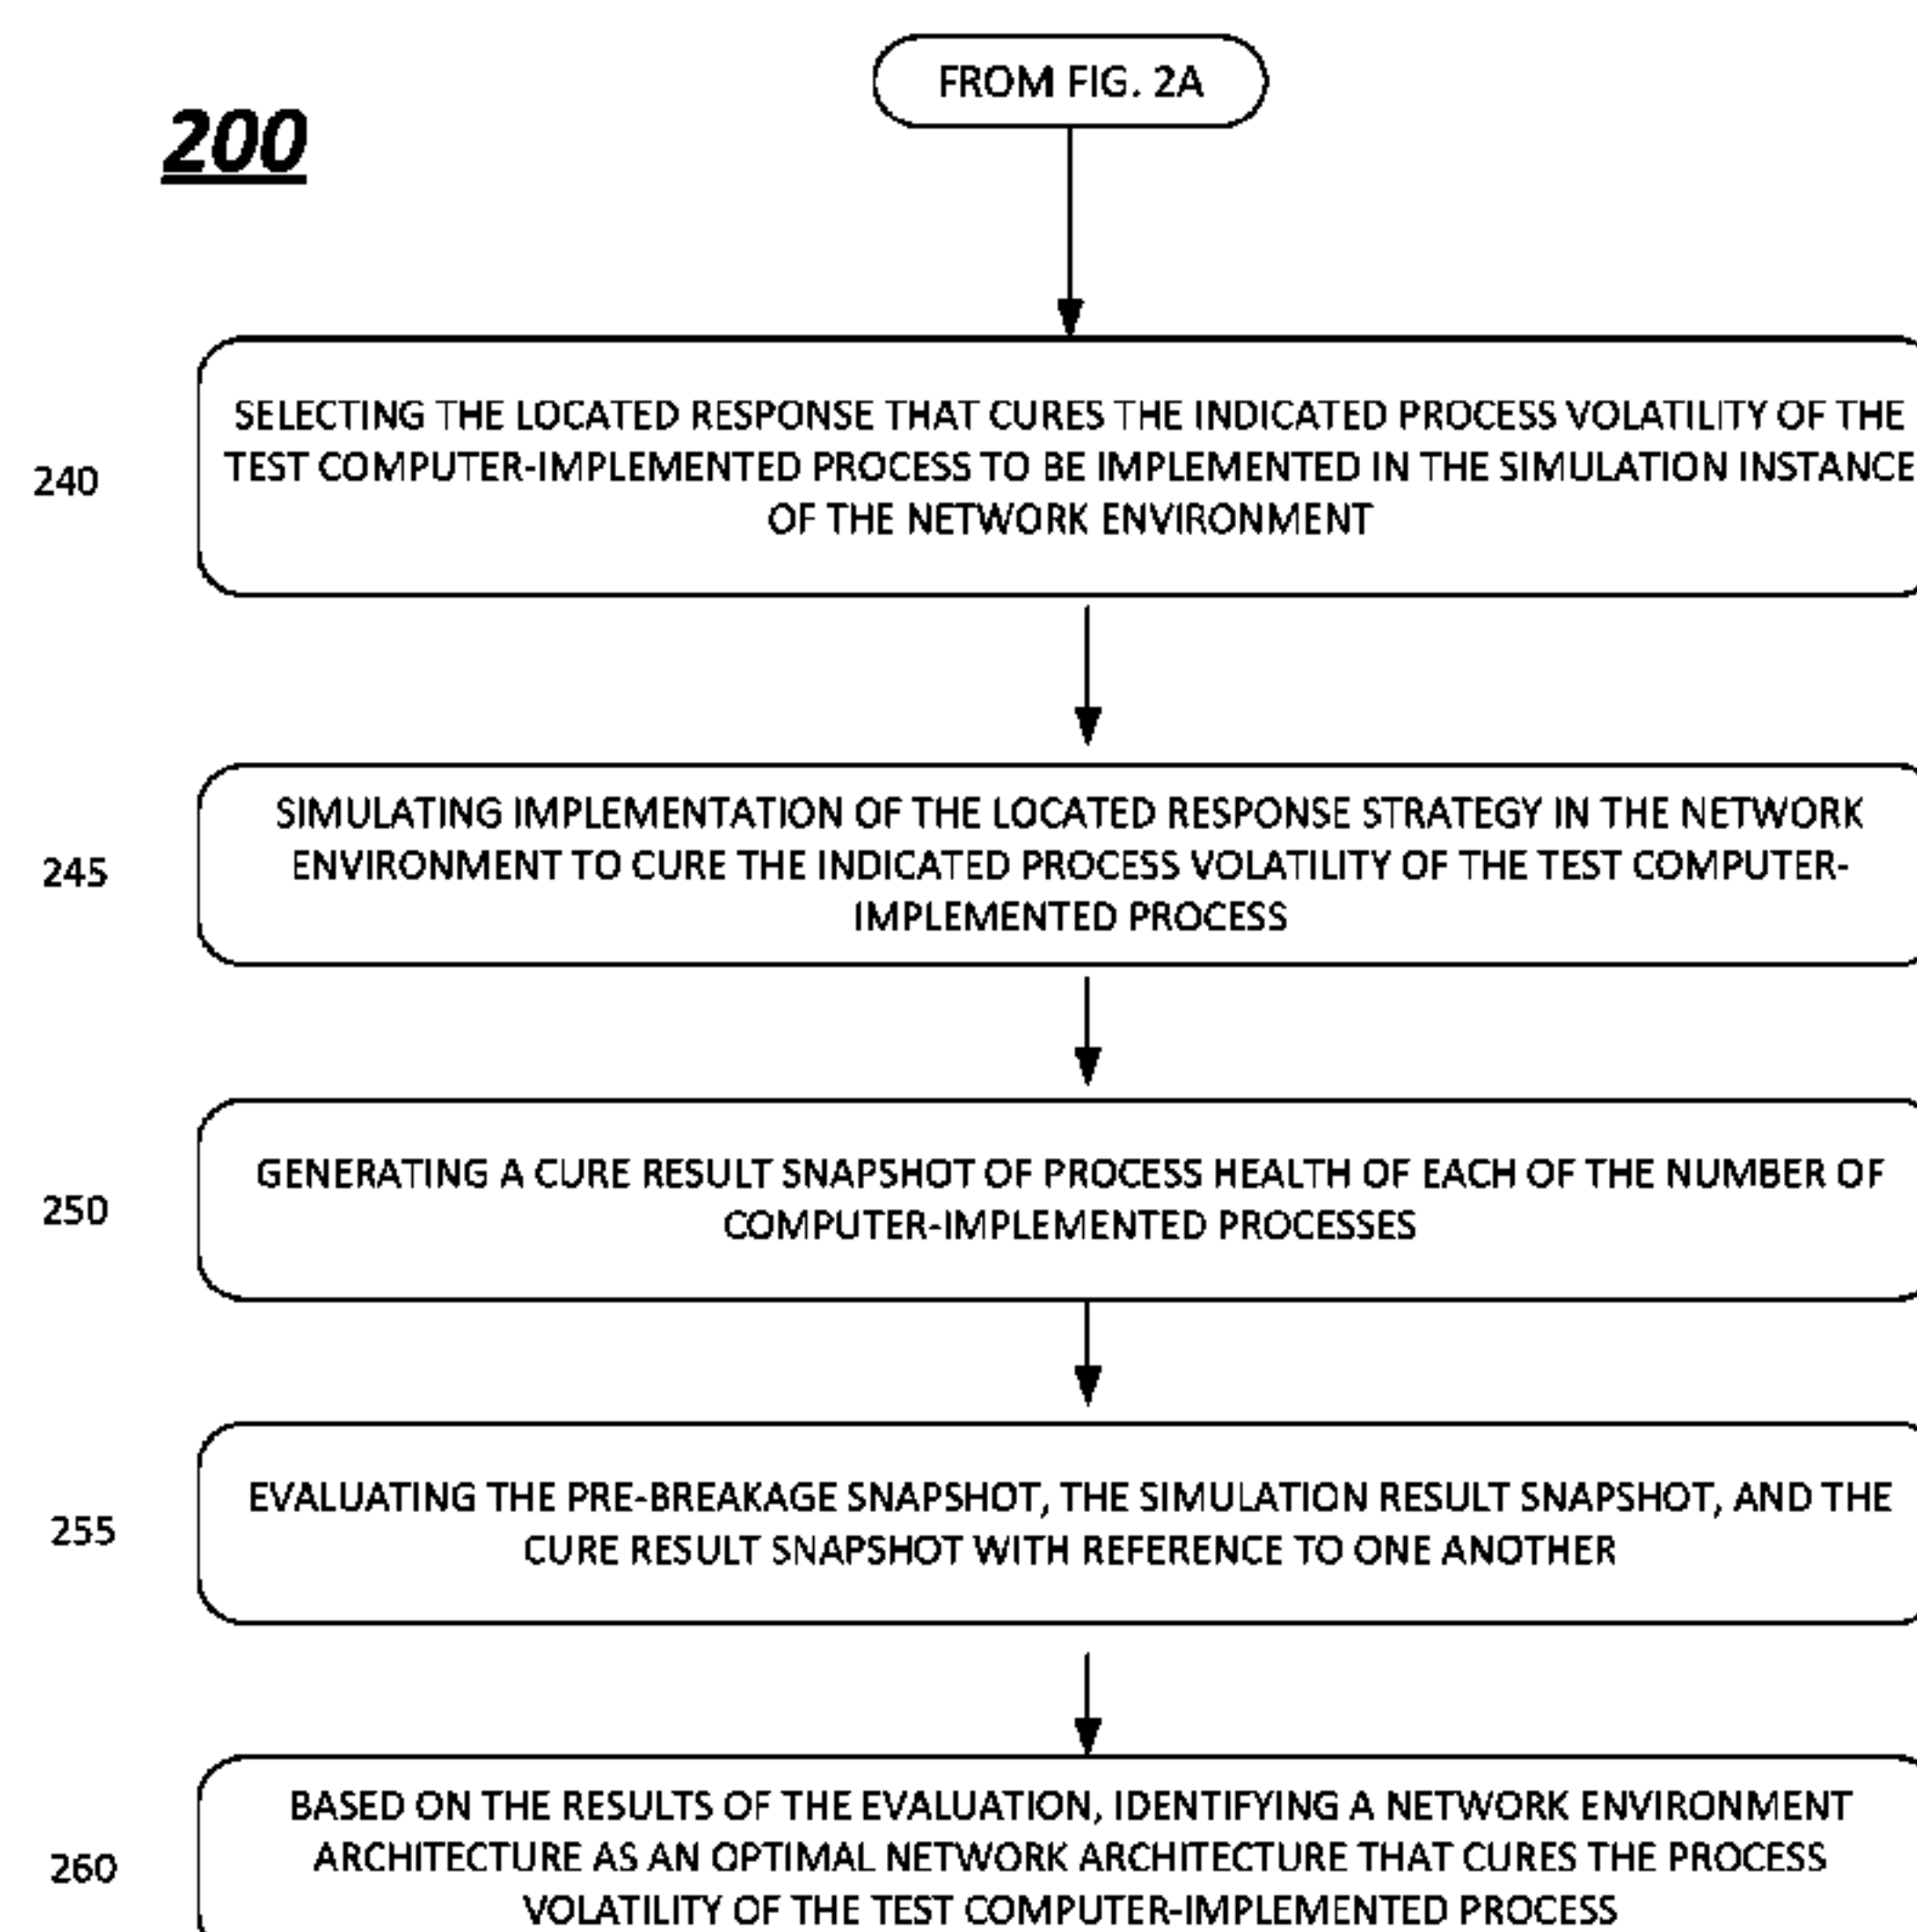 FROM FIG. 2A
200
240
SELECTING THE LOCATED RESPONSE THAT CURES THE INDICATED PROCESS VOLATILITY OF THE
TEST COMPUTER-IMPLEMENTED PROCESS TO BE IMPLEMENTED IN THE SIMULATION INSTANCE
OF THE NETWORK ENVIRONMENT
245
SIMULATING IMPLEMENTATION OF THE LOCATED RESPONSE STRATEGY IN THE NETWORK
ENVIRONMENT TO CURE THE INDICATED PROCESS VOLATILITY OF THE TEST COMPUTER-
IMPLEMENTED PROCESS
250
GENERATING A CURE RESULT SNAPSHOT OF PROCESS HEALTH OF EACH OF THE NUMBER OF
COMPUTER-IMPLEMENTED PROCESSES
255
EVALUATING THE PRE-BREAKAGE SNAPSHOT, THE SIMULATION RESULT SNAPSHOT, AND THE
CURE RESULT SNAPSHOT WITH REFERENCE TO ONE ANOTHER
260
BASED ON THE RESULTS OF THE EVALUATION, IDENTIFYING A NETWORK ENVIRONMENT
ARCHITECTURE AS AN OPTIMAL NETWORK ARCHITECTURE THAT CURES THE PROCESS
VOLATILITY OF THE TEST COMPUTER-IMPLEMENTED PROCESS